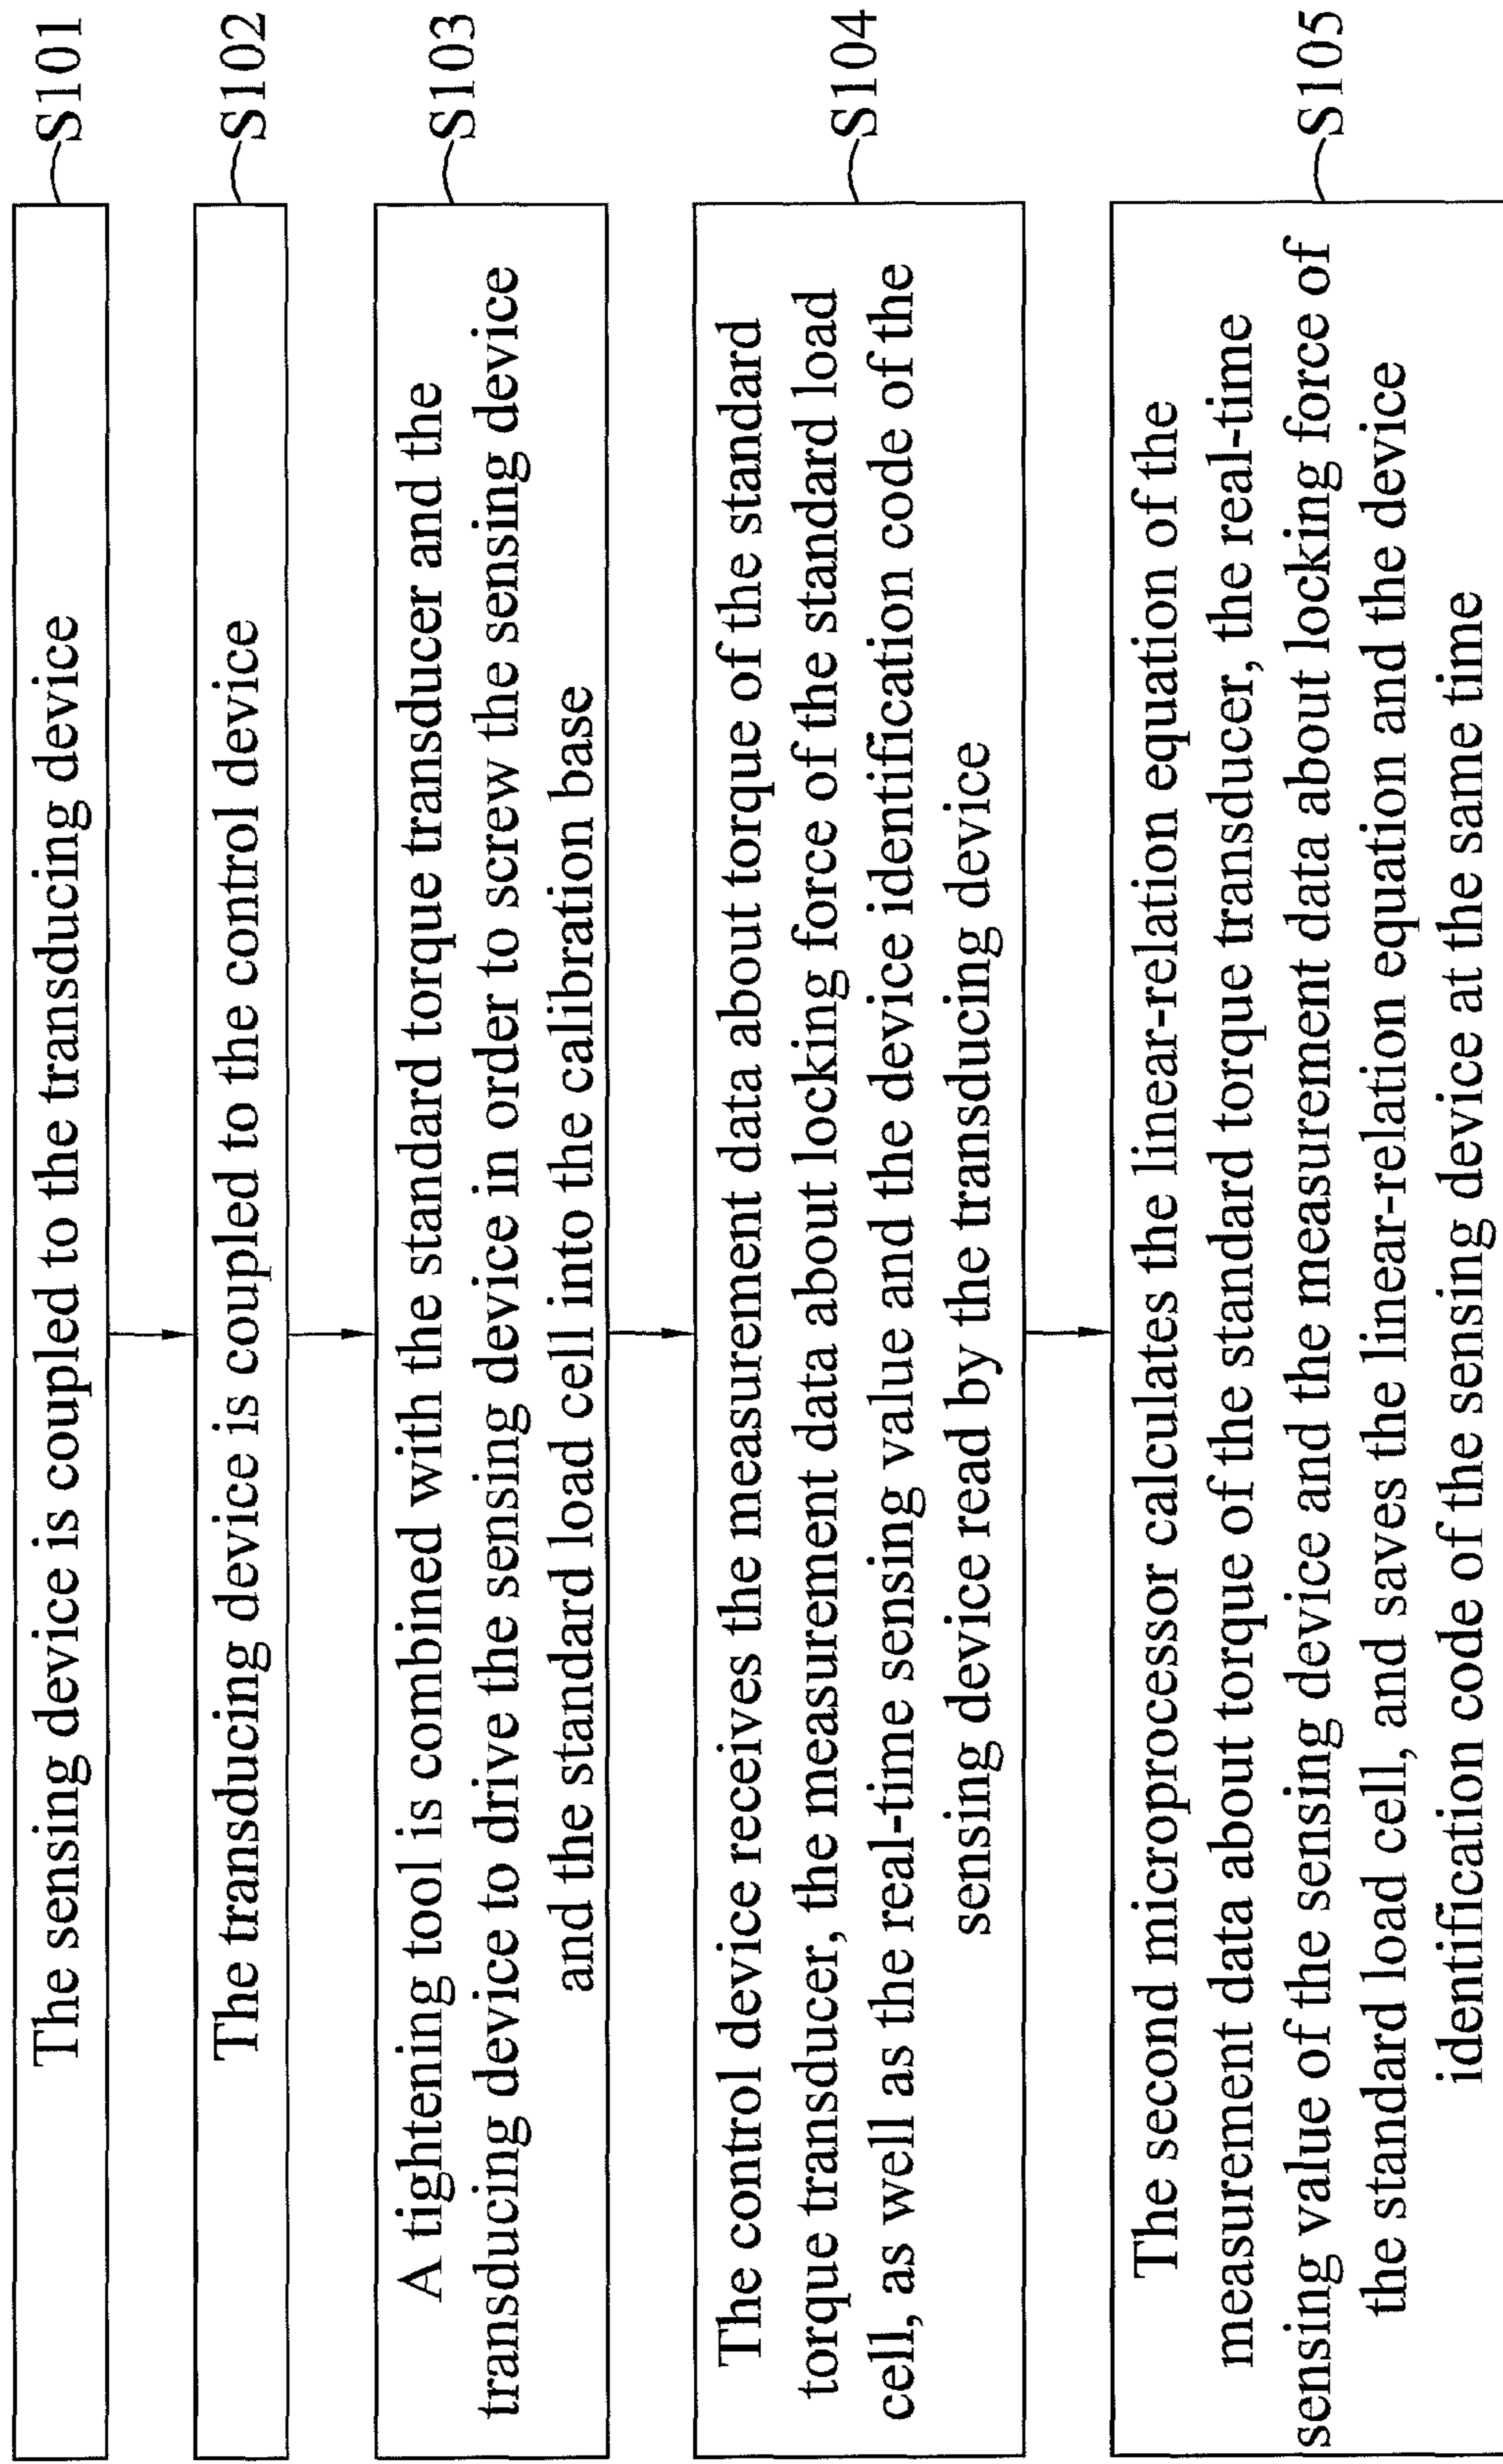 The sensing device is coupled to the transducing device
S101
The transducing device is coupled to the control device
S102
A tightening tool is combined with the standard torque transducer and the
transducing device to drive the sensing device in order to screw the sensing device
and the standard load cell into the calibration base
S103
The control device receives the measurement data about torque of the standard
torque transducer, the measurement data about locking force of the standard load
cell, as well as the real-time sensing value and the device identification code of the
sensing device read by the transducing device
S104
The second microprocessor calculates the linear-relation equation of the
measurement data about torque of the standard torque transducer, the real-time
sensing value of the sensing device and the measurement data about locking force of
the standard load cell, and saves the linear-relation equation and the device
identification code of the sensing device at the same time
S105